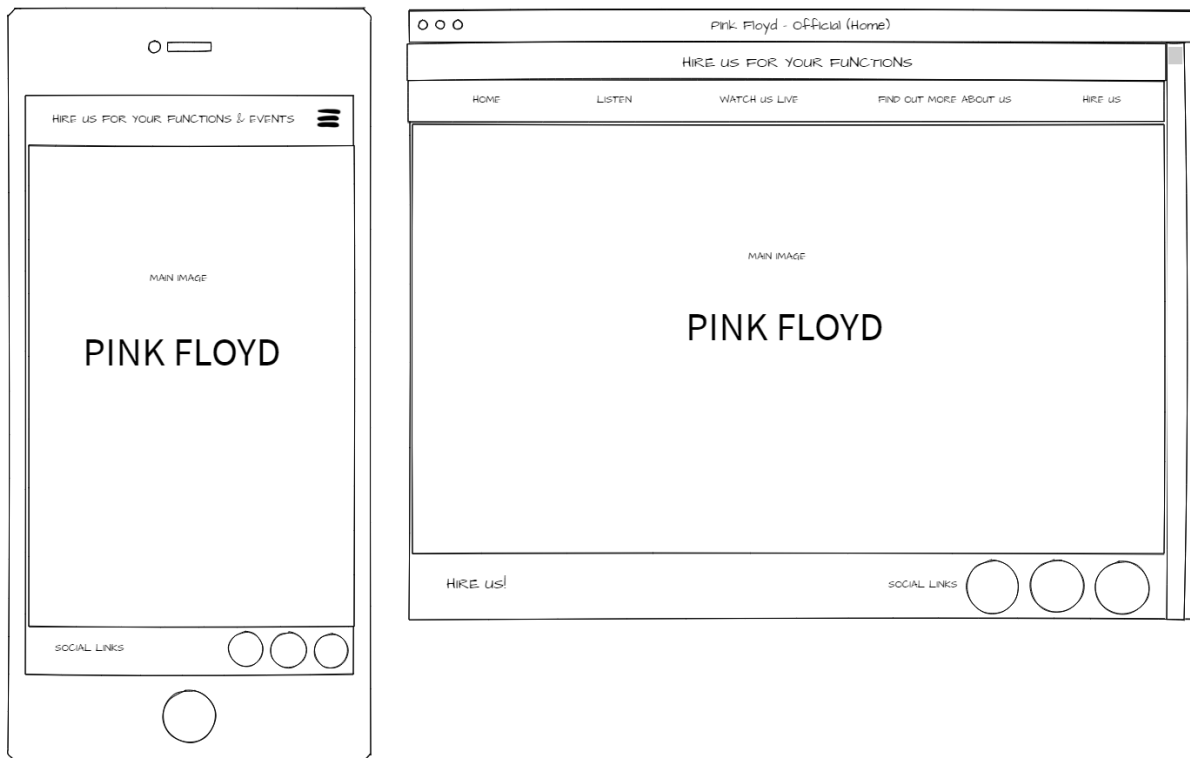 HIRE US FOR YOUR FUNCTIONS & EVENTS
MAIN IMAGE
PINK FLOYD
SOCIAL LINKS
Pink Floyd - Official (Home)
HIRE US FOR YOUR FUNCTIONS
HOME LISTEN WATCH US LIVE FIND OUT MORE ABOUT US HIRE US
MAIN IMAGE
PINK FLOYD
HIRE US! SOCIAL LINKS